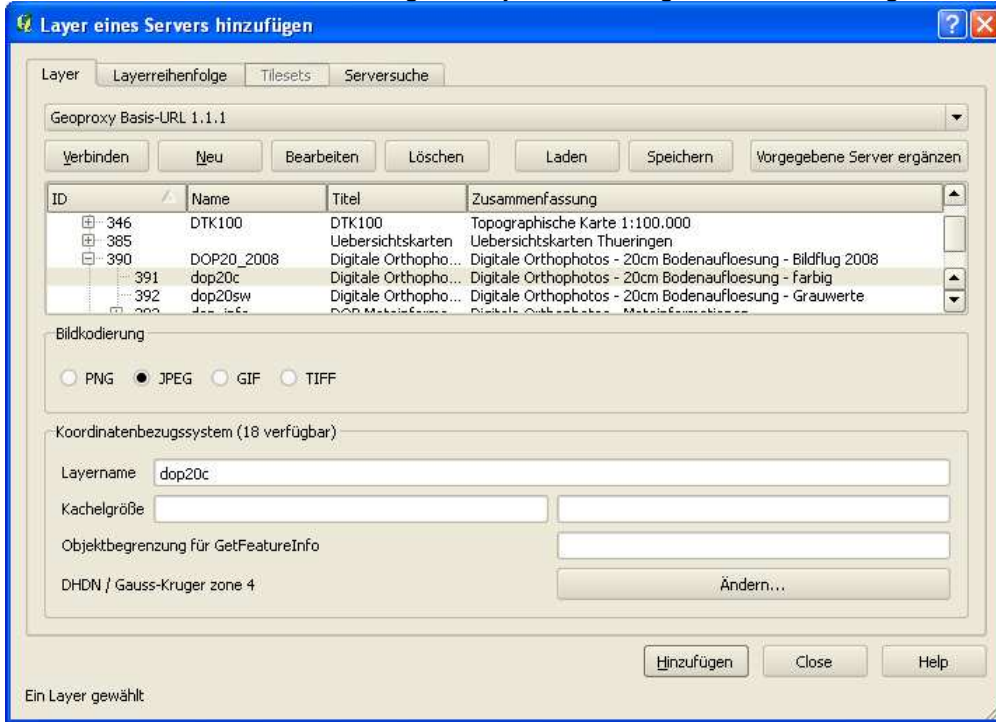 Layer eines Servers hinzufügen
Layer Layerreihenfolge Tilesets Serversuche
Geoproxy Basis-URL 1.1.1
Verbinden Neu Bearbeiten Löschen Laden Speichern Vorgegebene Server ergänzen
ID Name Titel Zusammenfassung
346 DTK100 DTK100 Topographische Karte 1:100.000
385 Uebersichtskarten Uebersichtskarten Thueringen
390 DOP20_2008 Digitale Orthopho... Digitale Orthophotos - 20cm Bodenaufloesung - Bildflug 2008
391 dop20c Digitale Orthopho... Digitale Orthophotos - 20cm Bodenaufloesung - farbig
392 dop20sw Digitale Orthopho... Digitale Orthophotos - 20cm Bodenaufloesung - Grauwerte
Bildkodierung
PNG JPEG GIF TIFF
Koordinatenbezugssystem (18 verfügbar)
Layername dop20c
Kachelgröße
Objektbegrenzung für GetFeatureInfo
DHDN / Gauss-Kruger zone 4 Ändern...
Hinzufügen Close Help
Ein Layer gewählt